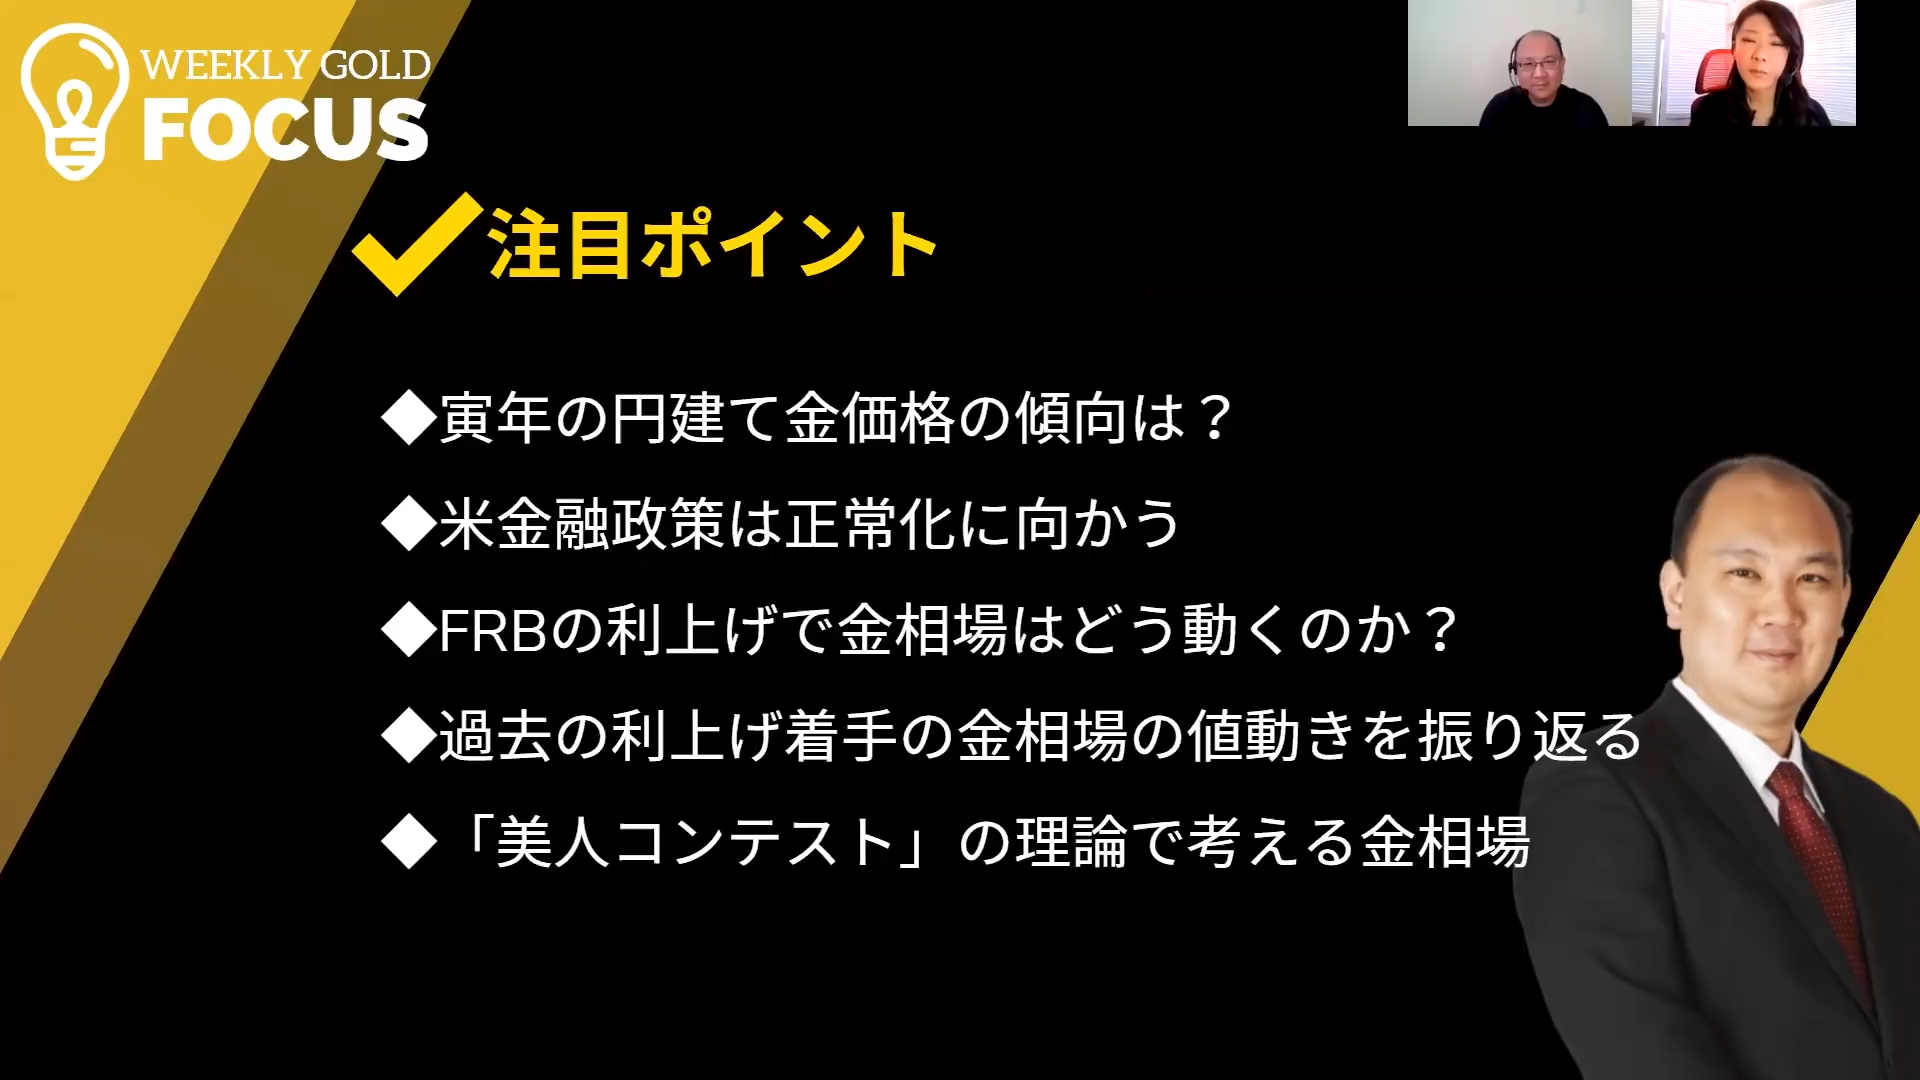 WEEKLY GOLD
FOCUS
注目ポイント
◆寅年の円建て金価格の傾向は？
◆米金融政策は正常化に向かう
◆FRBの利上げで金相場はどう動くのか？
◆過去の利上げ着手の金相場の値動きを振り返る
◆「美人コンテスト」の理論で考える金相場